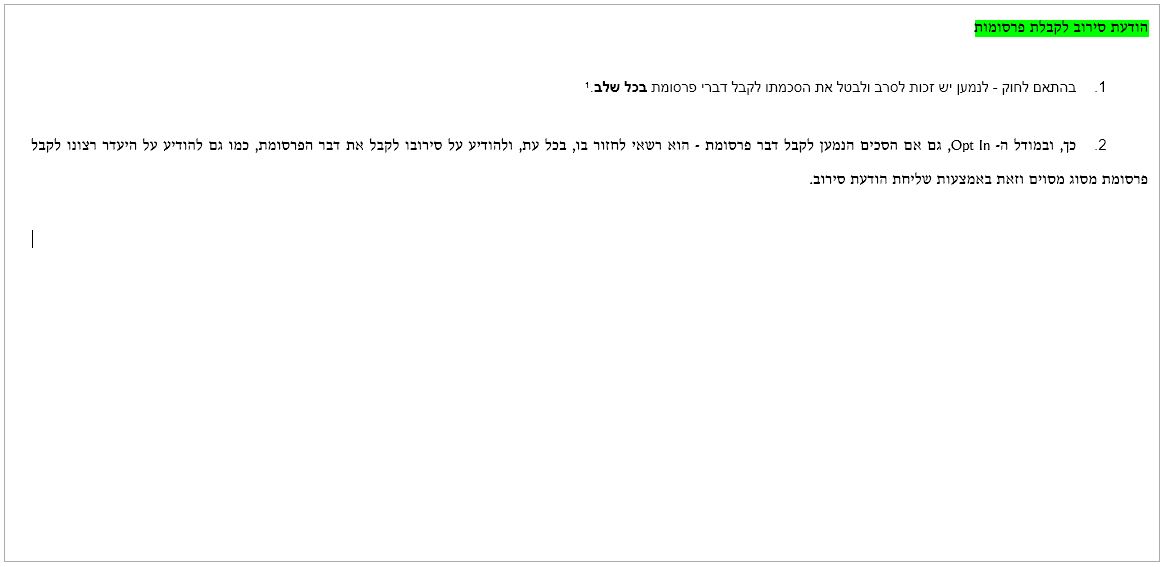 הודעת סירוב לקבלת פרסומות
1. בהתאם לחוק - לנמען יש זכות לסרב ולבטל את הסכמתו לקבל דברי פרסומת בכל שלב.¹
2. כך, ובמודל ה- Opt In, גם אם הסכים הנמען לקבל דבר פרסומת - הוא רשאי לחזור בו, בכל עת, ולהודיע על סירובו לקבל את דבר הפרסומת, כמו גם להודיע על היעדר רצונו לקבל
פרסומת מסוג מסוים וזאת באמצעות שליחת הודעת סירוב.